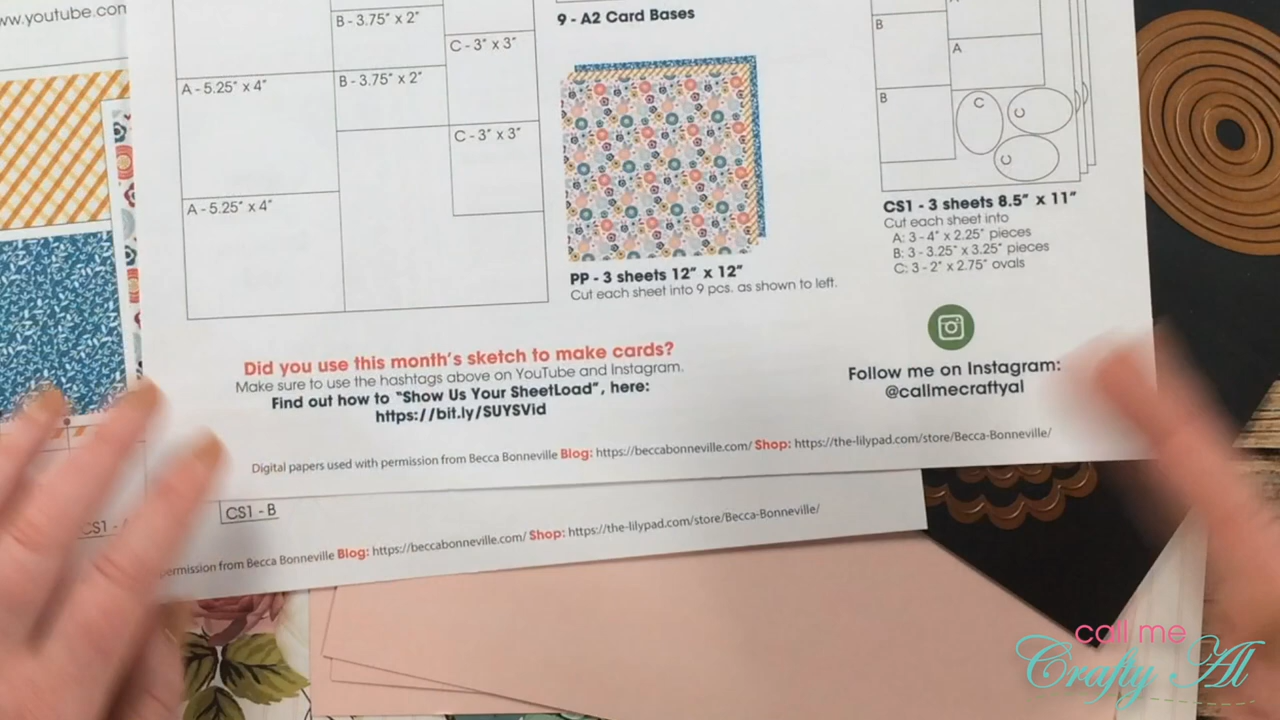 ww.youtube.com
B - 3.75" x 2"
C - 3" x 3"
A - 5.25" x 4"
B - 3.75" x 2"
C - 3" x 3"
A - 5.25" x 4"
9 - A2 Card Bases
PP - 3 sheets 12" x 12"
Cut each sheet into 9 pcs. as shown to left.
A
B
A
B
C
C
C
C
CS1 - 3 sheets 8.5" x 11"
Cut each sheet into
A: 3 - 4" x 2.25" pieces
B: 3 - 3.25" x 3.25" pieces
C: 3 - 2" x 2.75" ovals
Did you use this month's sketch to make cards?
Make sure to use the hashtags above on YouTube and Instagram.
Find out how to "Show Us Your SheetLoad", here:
https://bit.ly/SUYSVid
Follow me on Instagram:
@callmecraftyal
Digital papers used with permission from Becca Bonneville Blog: https://beccabonneville.com/ Shop: https://the-lilypad.com/store/Becca-Bonneville/
CS1 -
CS1 - B
permission from Becca Bonneville Blog: https://beccabonneville.com/ Shop: https://the-lilypad.com/store/Becca-Bonneville/
call me
Crafty Al